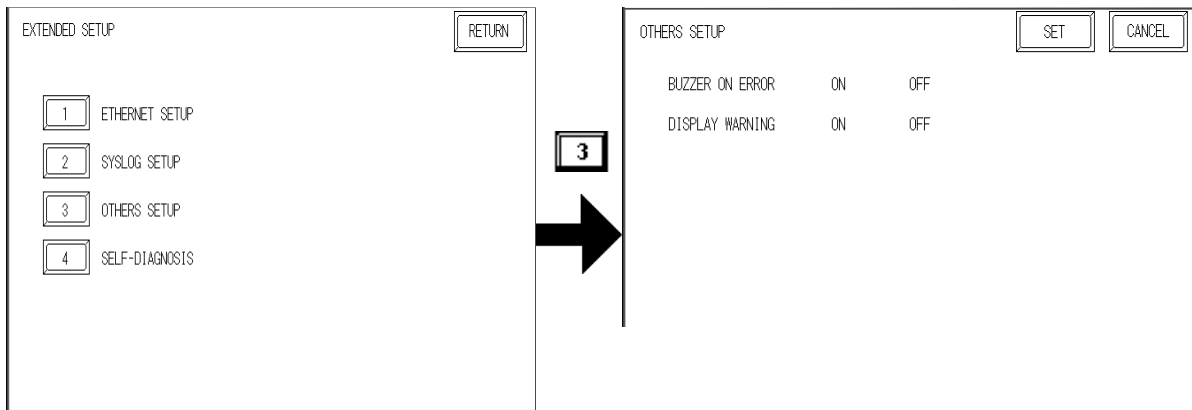 EXTENDED SETUP
RETURN
1 ETHERNET SETUP
2 SYSLOG SETUP
3 OTHERS SETUP
4 SELF-DIAGNOSIS
3
OTHERS SETUP SET CANCEL
BUZZER ON ERROR ON OFF
DISPLAY WARNING ON OFF